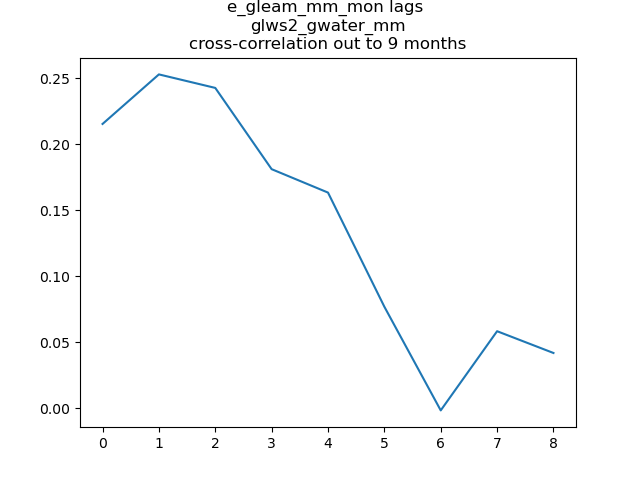 e_gleam_mm_mon lags
glws2_gwater_mm
cross-correlation out to 9 months
0.25
0.20
0.15
0.10
0.05
0.00
0 1 2 3 4 5 6 7 8